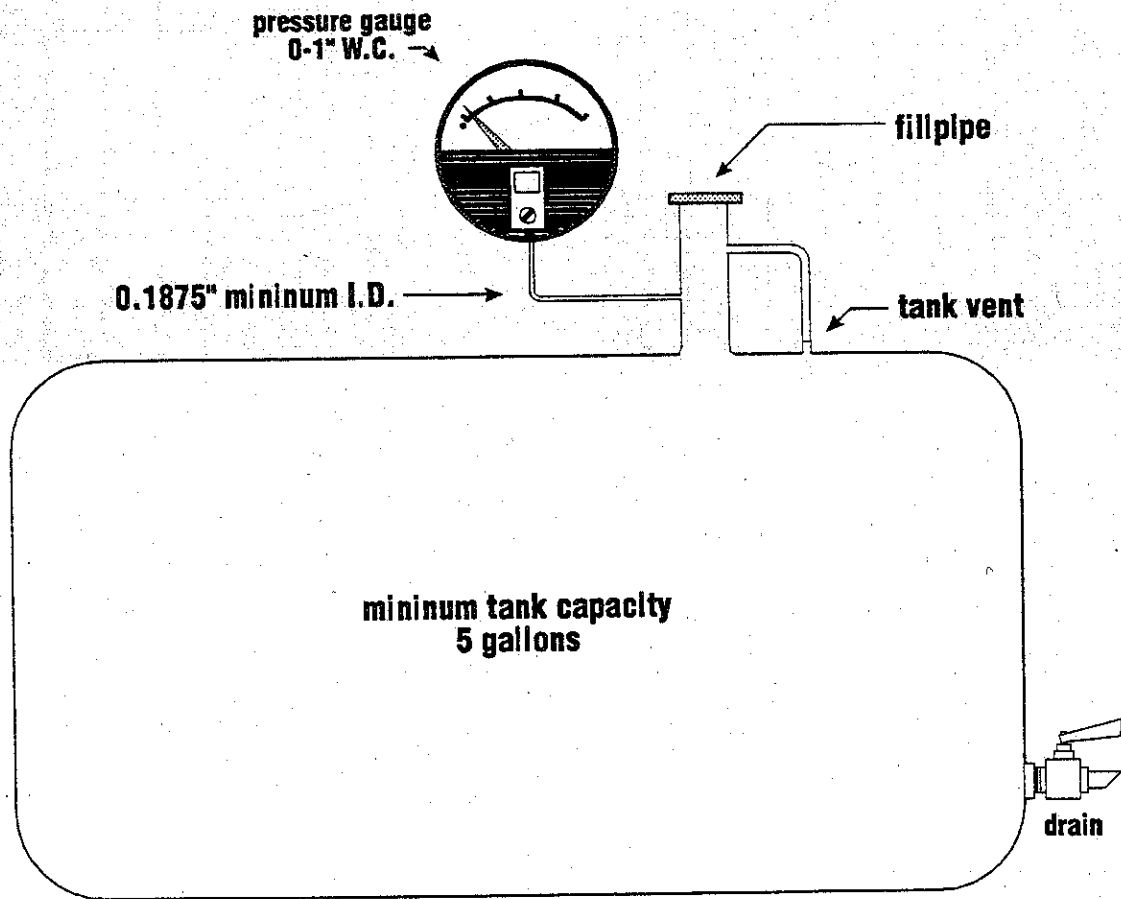 pressure gauge
0-1" W.C.
fillpipe
0.1875" mininum I.D.
tank vent
mininum tank capacity
5 gallons
drain